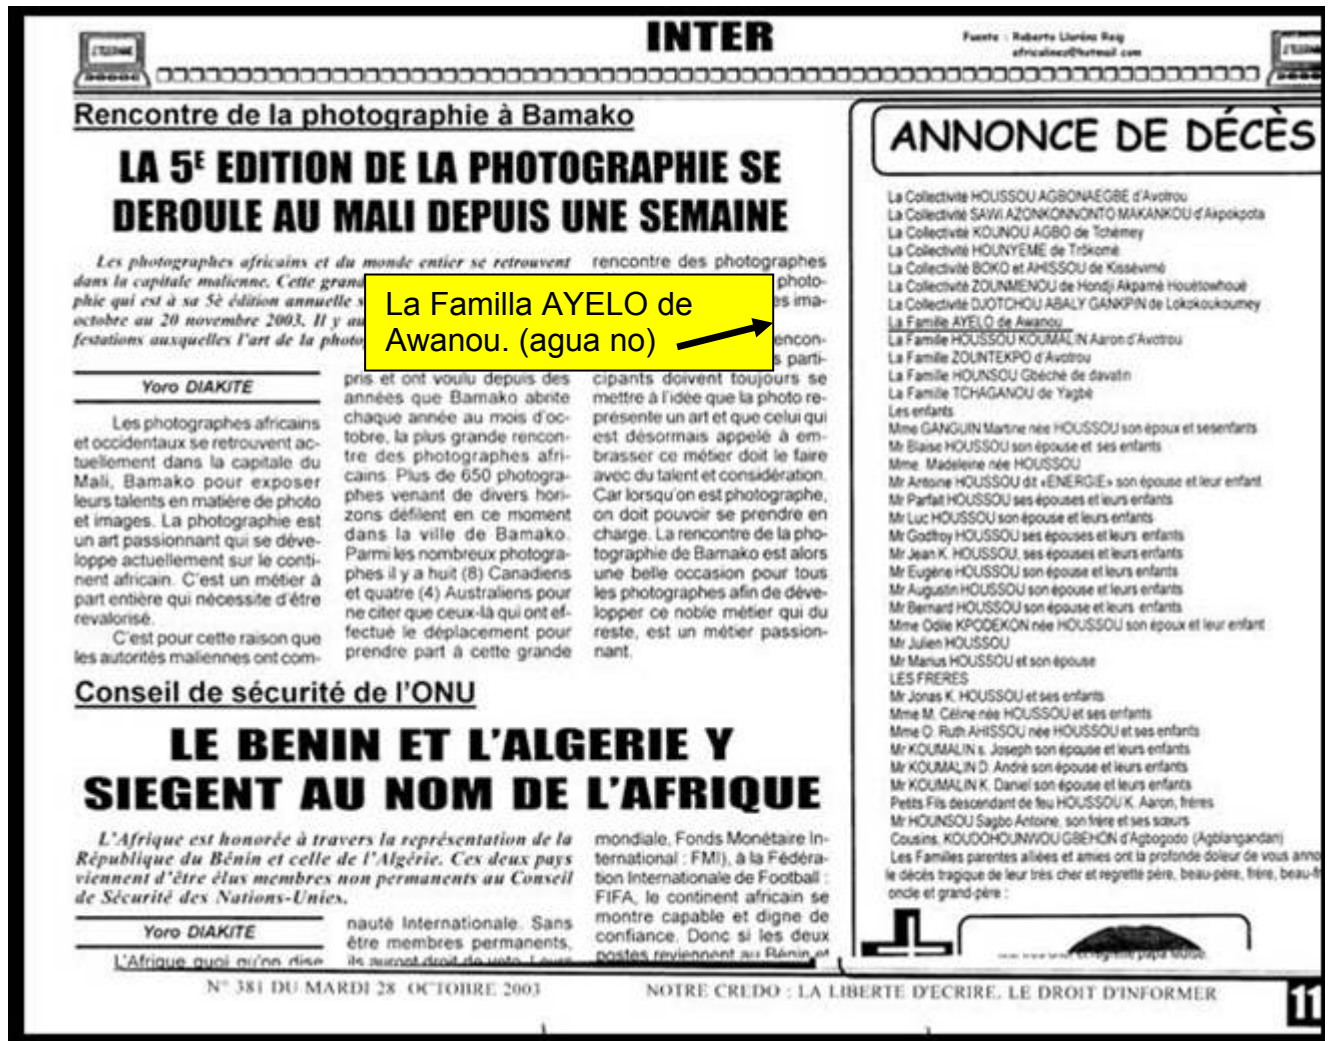 INTER
Fuente : Roberto Lloréns Reig
africalinez@hotmail.com
Rencontre de la photographie à Bamako
LA 5E EDITION DE LA PHOTOGRAPHIE SE
DEROULE AU MALI DEPUIS UNE SEMAINE
Les photographes africains et du monde entier se retrouvent
dans la capitale malienne. Cette grand
phie qui est à sa 5è édition annuelle s
octobre au 20 novembre 2003. Il y au
festations auxquelles l'art de la photo
La Familla AYELO de
Awanou. (agua no)
Yoro DIAKITE
Les photographes africains
et occidentaux se retrouvent ac-
tuellement dans la capitale du
Mali, Bamako pour exposer
leurs talents en matière de photo
et images. La photographie est
un art passionnant qui se déve-
loppe actuellement sur le conti-
nent africain. C'est un métier à
part entière qui nécessite d'être
revalorisé.
C'est pour cette raison que
les autorités maliennes ont com-
pris et ont voulu depuis des
années que Bamako abrite
chaque année au mois d'oc-
tobre, la plus grande rencon-
tre des photographes afri-
cains. Plus de 650 photogra-
phes venant de divers hori-
zons défilent en ce moment
dans la ville de Bamako.
Parmi les nombreux photogra-
phes il y a huit (8) Canadiens
et quatre (4) Australiens pour
ne citer que ceux-là qui ont ef-
fectué le déplacement pour
prendre part à cette grande
rencontre des photographes
photo-
es ima-
encon-
s parti-
cipants doivent toujours se
mettre à l'idée que la photo re-
présente un art et que celui qui
est désormais appelé à em-
brasser ce métier doit le faire
avec du talent et considération.
Car lorsqu'on est photographe,
on doit pouvoir se prendre en
charge. La rencontre de la pho-
tographie de Bamako est alors
une belle occasion pour tous
les photographes afin de déve-
lopper ce noble métier qui du
reste, est un métier passion-
nant.
Conseil de sécurité de l'ONU
LE BENIN ET L'ALGERIE Y
SIEGENT AU NOM DE L'AFRIQUE
L'Afrique est honorée à travers la représentation de la
République du Bénin et celle de l'Algérie. Ces deux pays
viennent d'être élus membres non permanents au Conseil
de Sécurité des Nations-Unies.
Yoro DIAKITE
L'Afrique quoi qu'on dise
nauté Internationale. Sans
être membres permanents,
ils auront droit de veto. Leurs
mondiale, Fonds Monétaire In-
ternational : FMI), à la Fédéra-
tion Internationale de Football :
FIFA, le continent africain se
montre capable et digne de
confiance. Donc si les deux
postes reviennent au Bénin et
ANNONCE DE DÉCÈS
La Collectivité HOUSSOU AGBONAEGBE d'Avotrou
La Collectivité SAWI AZONKONNONTO MAKANKOU d'Akpokpota
La Collectivité KOUNOU AGBO de Tchémey
La Collectivité HOUNYEME de Trôkomè
La Collectivité BOKO et AHISSOU de Kissèvimè
La Collectivité ZOUNMENOU de Hondji Akpamè Houètowhouè
La Collectivité DJOTCHOU ABALY GANKPIN de Lokokoukoumey
La Famille AYELO de Awanou
La Famille HOUSSOU KOUMALIN Aaron d'Avotrou
La Famille ZOUNTEKPO d'Avotrou
La Famille HOUNSOU Gbèchè de davatin
La Famille TCHAGANOU de Yagbè
Les enfants
Mme GANGUIN Martine née HOUSSOU son époux et sesenfants
Mr Blaise HOUSSOU son épouse et ses enfants
Mme. Madeleine née HOUSSOU
Mr Antoine HOUSSOU dit «ENERGIE» son épouse et leur enfant
Mr Parfait HOUSSOU ses épouses et leurs enfants
Mr Luc HOUSSOU son épouse et leurs enfants
Mr Godfroy HOUSSOU ses épouses et leurs enfants
Mr Jean K. HOUSSOU, ses épouses et leurs enfants
Mr Eugène HOUSSOU son épouse et leurs enfants
Mr Augustin HOUSSOU son épouse et leurs enfants
Mr Bernard HOUSSOU son épouse et leurs enfants
Mme Odile KPODEKON née HOUSSOU son époux et leur enfant
Mr Julien HOUSSOU
Mr Marius HOUSSOU et son épouse
LES FRERES
Mr Jonas K. HOUSSOU et ses enfants
Mme M. Céline née HOUSSOU et ses enfants
Mme O. Ruth AHISSOU née HOUSSOU et ses enfants
Mr KOUMALIN s. Joseph son épouse et leurs enfants
Mr KOUMALIN D. André son épouse et leurs enfants
Mr KOUMALIN K. Daniel son épouse et leurs enfants
Petits Fils descendant de feu HOUSSOU K. Aaron, frères
Mr HOUNSOU Sagbo Antoine, son frère et ses sœurs
Cousins, KOUDOHOUNWOU GBEHON d'Agbogodo (Agblangandan)
Les Familles parentes alliées et amies ont la profonde doleur de vous anno
le décès tragique de leur très cher et regretté père, beau-père, frère, beau-fr
oncle et grand-père :
et regretté papa
N° 381 DU MARDI 28 OCTOBRE 2003
NOTRE CREDO : LA LIBERTE D'ECRIRE, LE DROIT D'INFORMER
11